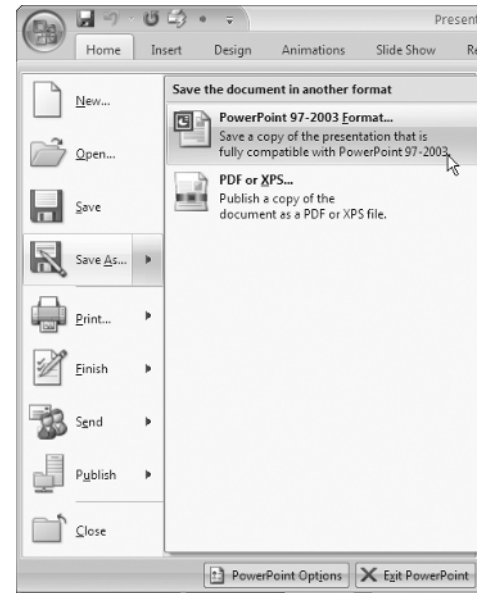 Present
Home Insert Design Animations Slide Show Re
New...
Open...
Save
Save As...
Print...
Finish
Send
Publish
Close
Save the document in another format
PowerPoint 97-2003 Format...
Save a copy of the presentation that is
fully compatible with PowerPoint 97-2003.
PDF or XPS...
Publish a copy of the
document as a PDF or XPS file.
PowerPoint Options Exit PowerPoint